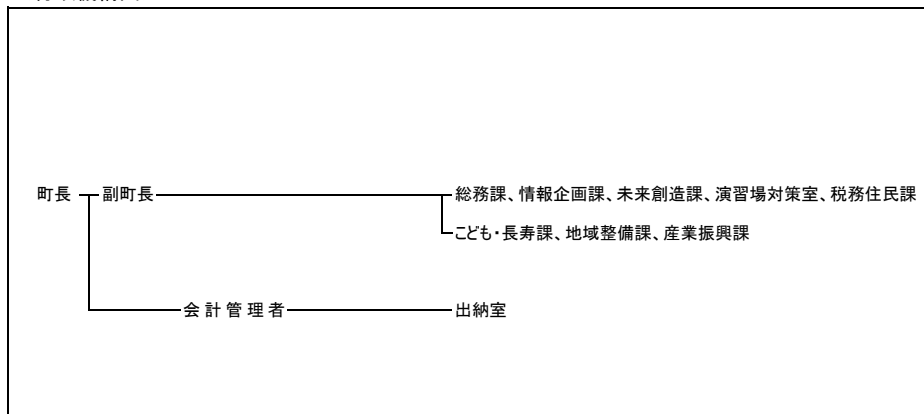 町長 副町長 総務課、情報企画課、未来創造課、演習場対策室、税務住民課
こども・長寿課、地域整備課、産業振興課
会計管理者 出納室